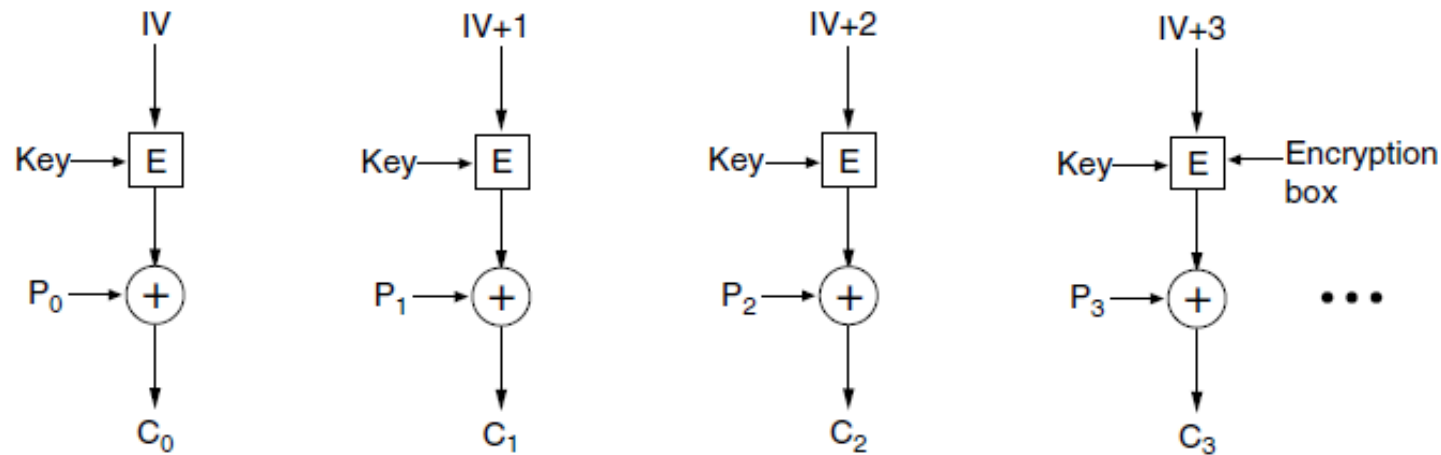 IV IV+1 IV+2 IV+3
Key E Key E Key E Key E Encryption
box
P₀ + P₁ + P₂ + P₃ + •••
C₀ C₁ C₂ C₃